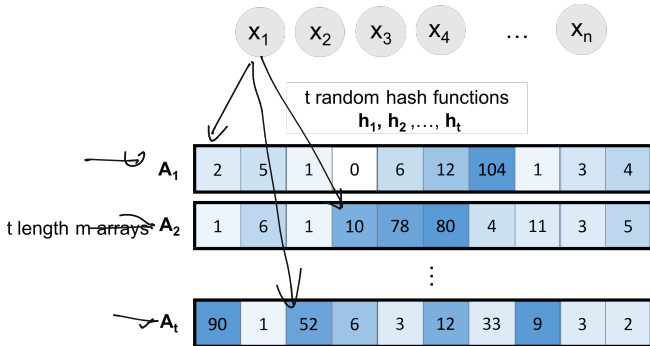 x1 x2 x3 x4 … xn
t random hash functions
h1, h2 ,…, ht
A1 2 5 1 0 6 12 104 1 3 4
t length m arrays A2 1 6 1 10 78 80 4 11 3 5
⋮
At 90 1 52 6 3 12 33 9 3 2